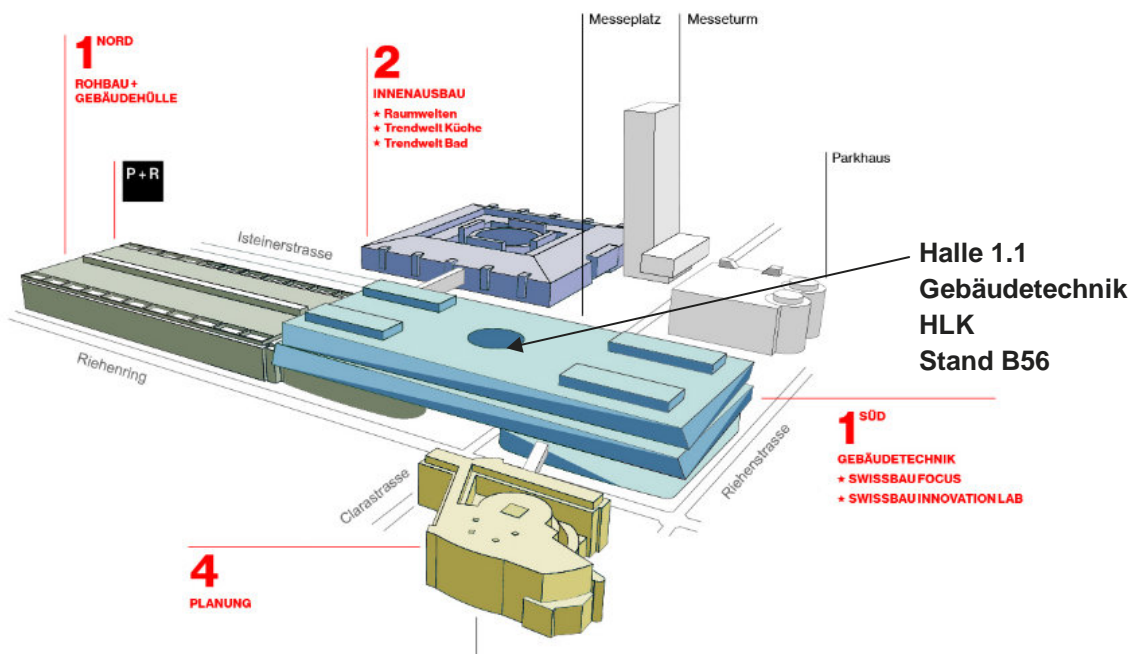 Messeplatz
Messeturm
1 NORD
ROHBAU +
GEBÄUDEHÜLLE
2
INNENAUSBAU
★ Raumwelten
★ Trendwelt Küche
★ Trendwelt Bad
Parkhaus
P+R
Isteinerstrasse
Halle 1.1
Gebäudetechnik
HLK
Stand B56
Riehenring
1 SÜD
GEBÄUDETECHNIK
★ SWISSBAU FOCUS
★ SWISSBAU INNOVATION LAB
Riehenstrasse
Clarastrasse
4
PLANUNG